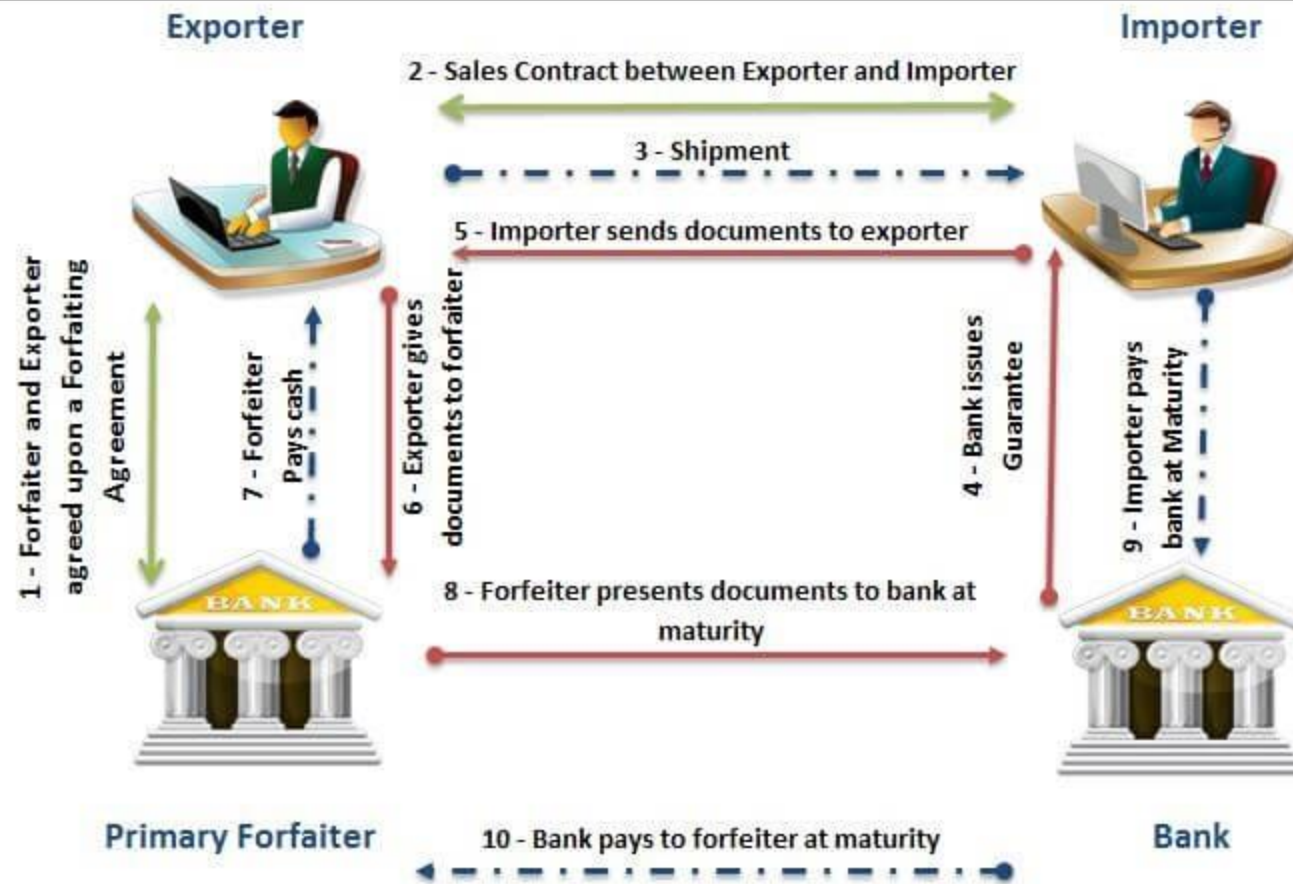 Exporter
Importer
2 - Sales Contract between Exporter and Importer
3 - Shipment
5 - Importer sends documents to exporter
1 - Forfaiter and Exporter
agreed upon a Forfaiting
Agreement
7 - Forfeiter
Pays cash
6 - Exporter gives
documents to forfaiter
4 - Bank issues
Guarantee
9 - Importer pays
bank at Maturity
BANK
8 - Forfeiter presents documents to bank at
maturity
BANK
Primary Forfaiter
10 - Bank pays to forfeiter at maturity
Bank